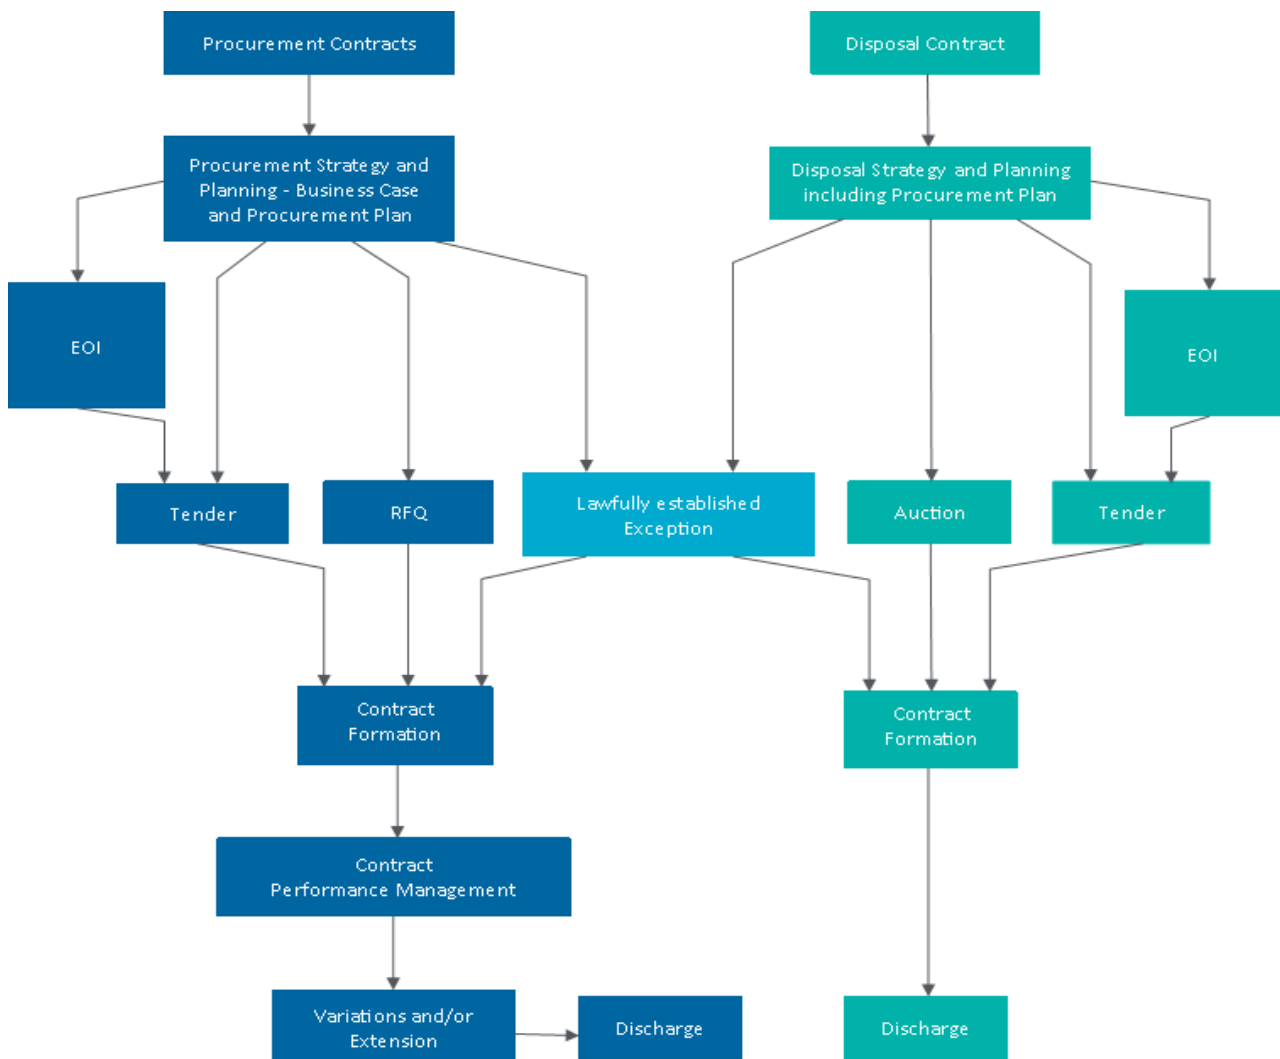 Procurement Contracts
Disposal Contract
Procurement Strategy and
Planning - Business Case
and Procurement Plan
Disposal Strategy and Planning
including Procurement Plan
EOI
EOI
Tender
RFQ
Lawfully established
Exception
Auction
Tender
Contract
Formation
Contract
Formation
Contract
Performance Management
Variations and/or
Extension
Discharge
Discharge